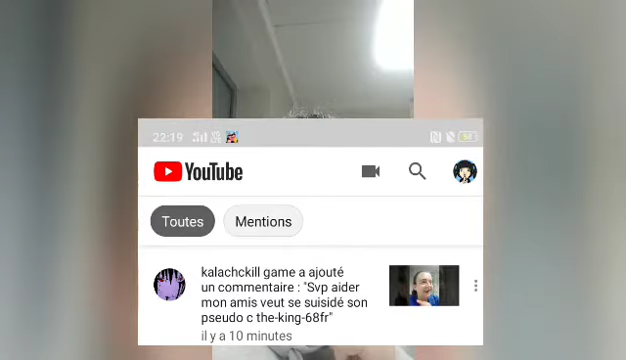 22:19
YouTube
Toutes
Mentions
kalachckill game a ajouté
un commentaire : "Svp aider
mon amis veut se suisidé son
pseudo c the-king-68fr"
il y a 10 minutes